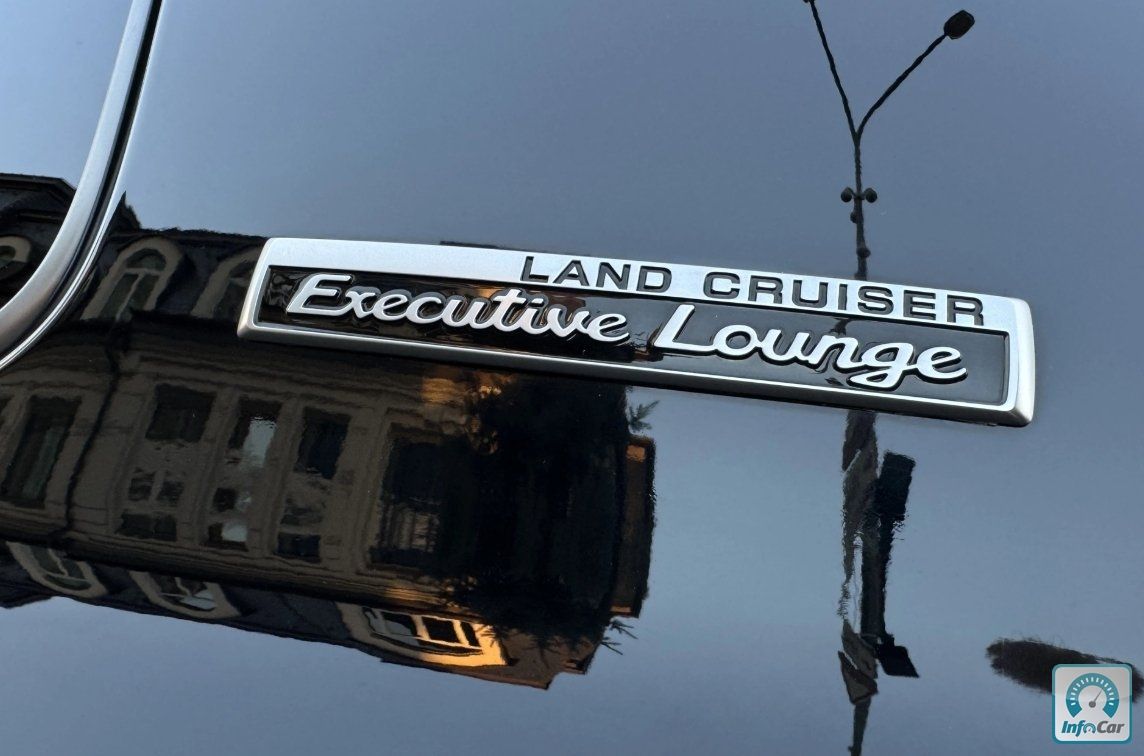 LAND CRUISER
Executive Lounge
InfoCar